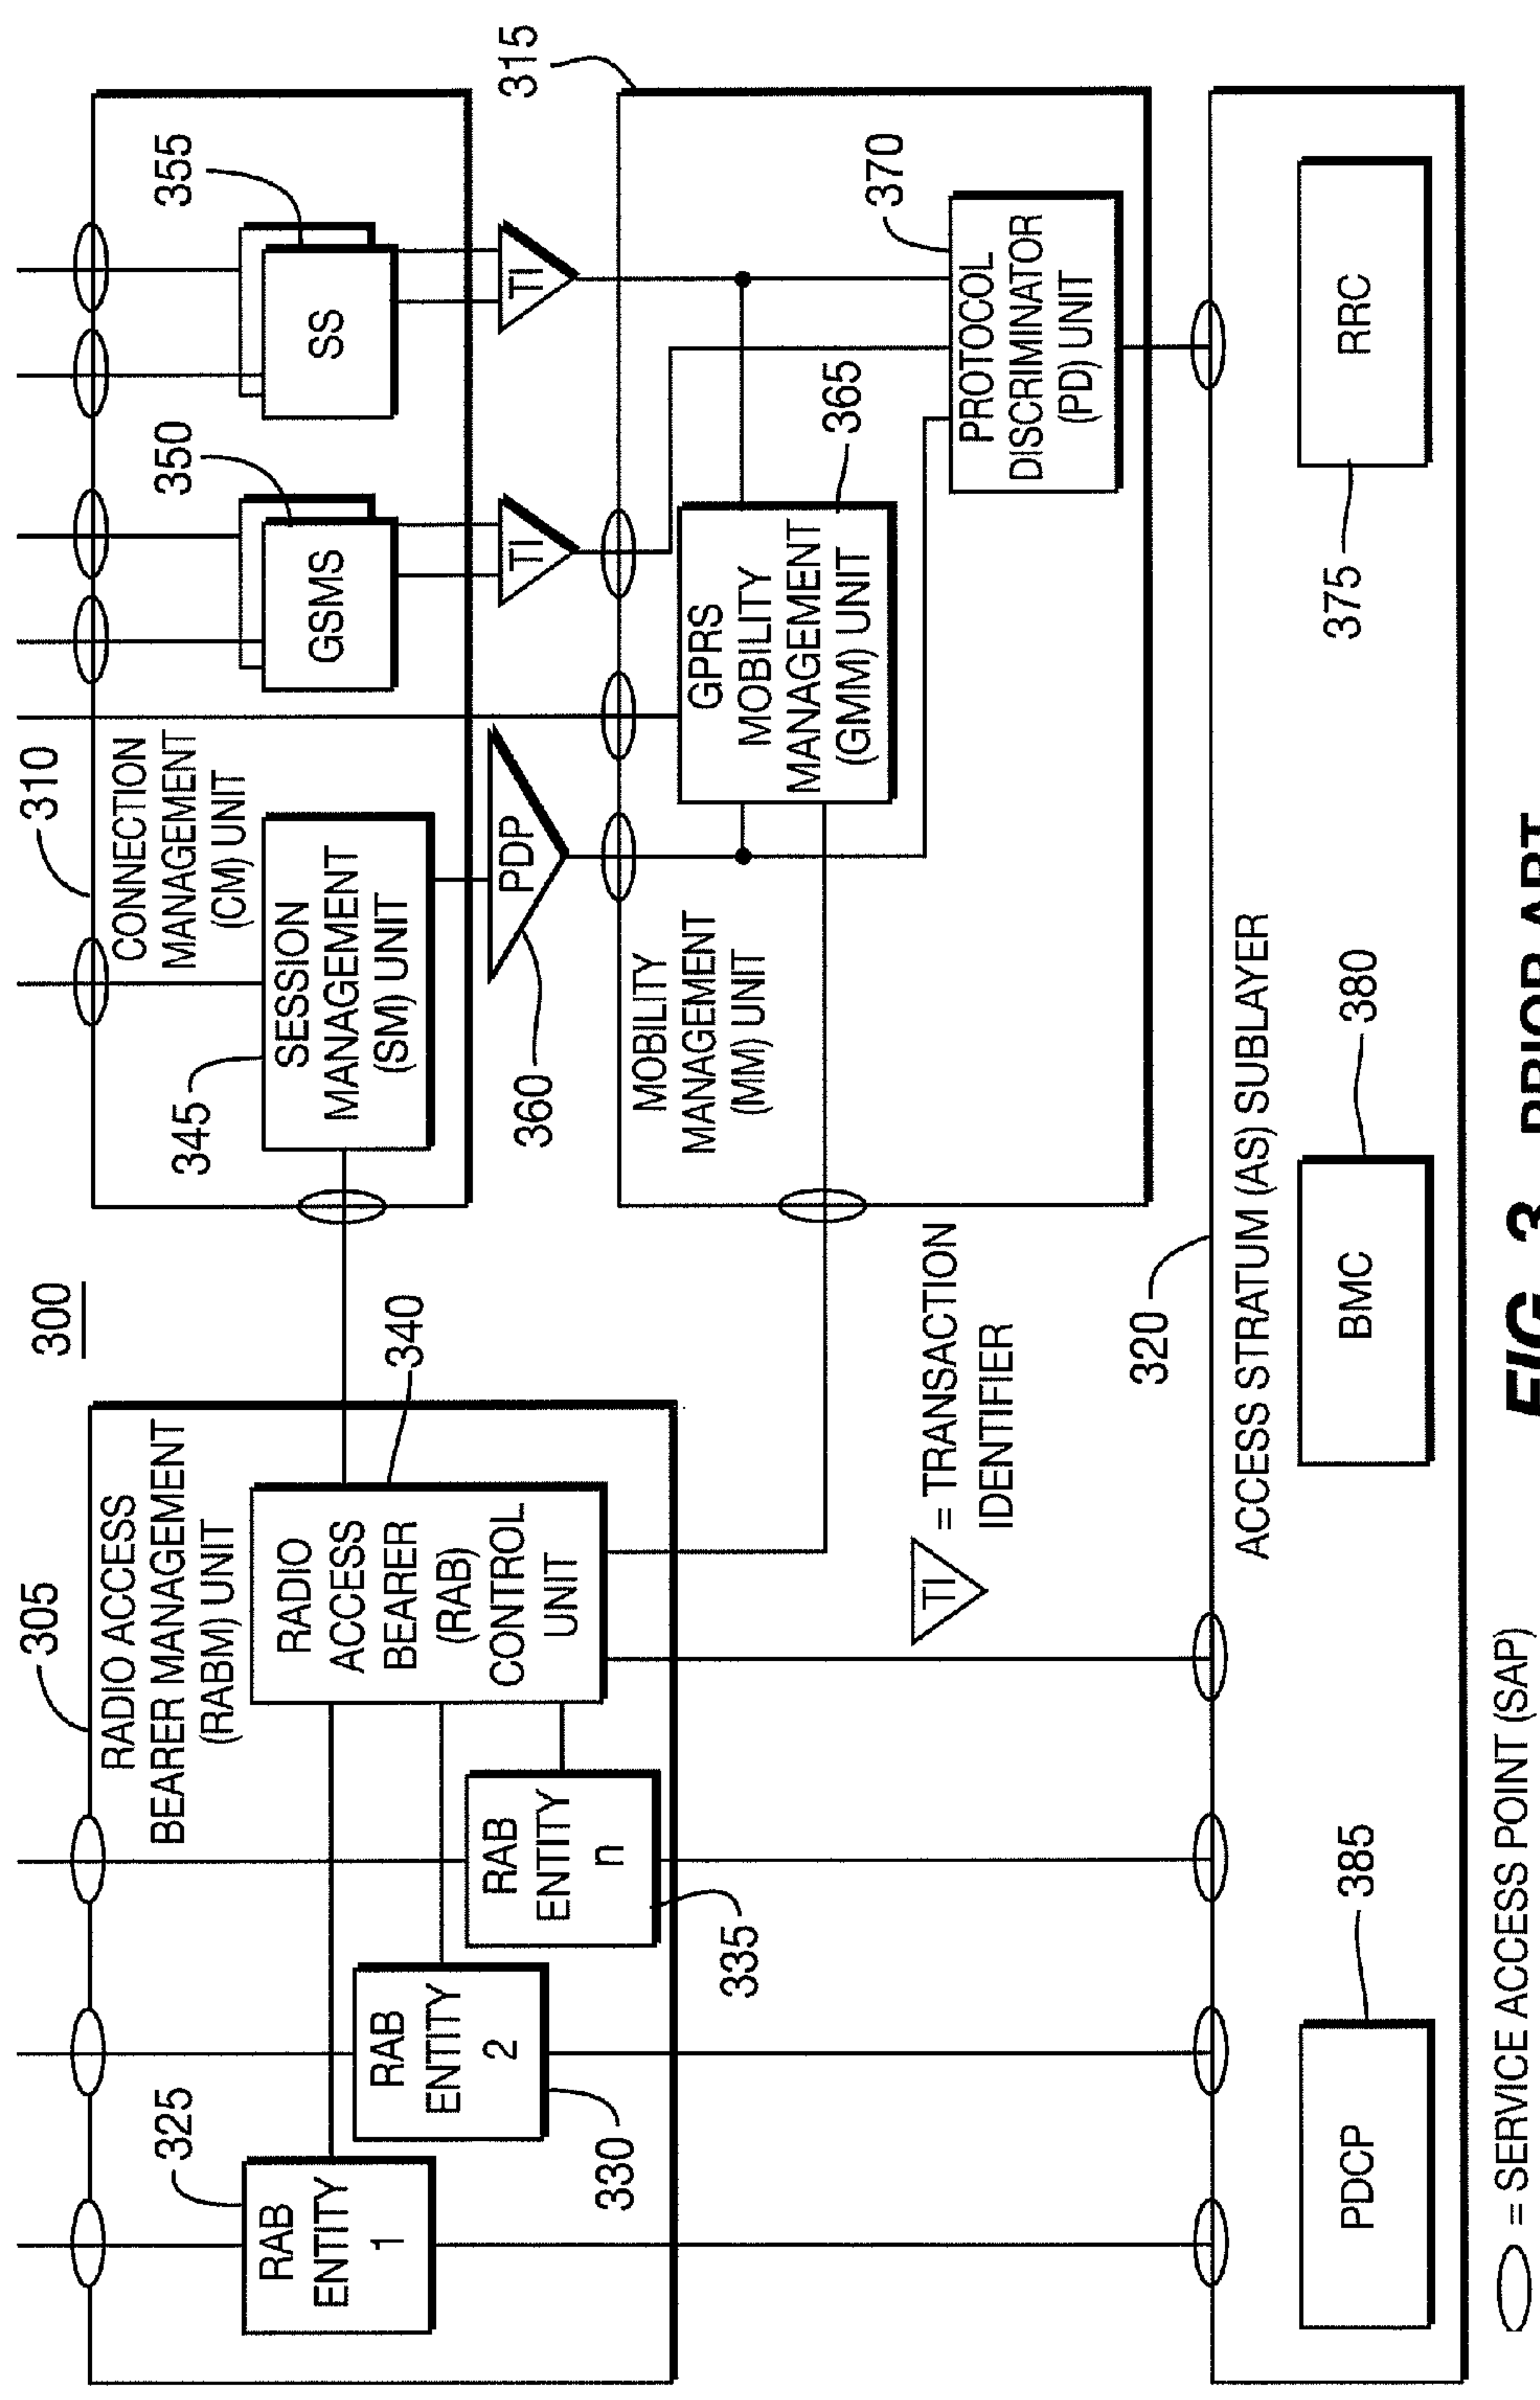 300
305
RADIO ACCESS
BEARER MANAGEMENT
(RABM) UNIT
325
RAB
ENTITY
1
RAB
ENTITY
2
330
RAB
ENTITY
n
335
RADIO
ACCESS
BEARER
(RAB)
CONTROL
UNIT
340
310
CONNECTION
MANAGEMENT
(CM) UNIT
345
SESSION
MANAGEMENT
(SM) UNIT
350
GSMS
355
SS
360
PDP
TI
TI
315
MOBILITY
MANAGEMENT
(MM) UNIT
GPRS
MOBILITY
MANAGEMENT
(GMM) UNIT
365
370
PROTOCOL
DISCRIMINATOR
(PD) UNIT
TI
= TRANSACTION
IDENTIFIER
320
ACCESS STRATUM (AS) SUBLAYER
385
PDCP
380
BMC
375
RRC
= SERVICE ACCESS POINT (SAP)
FIG. 3 PRIOR ART